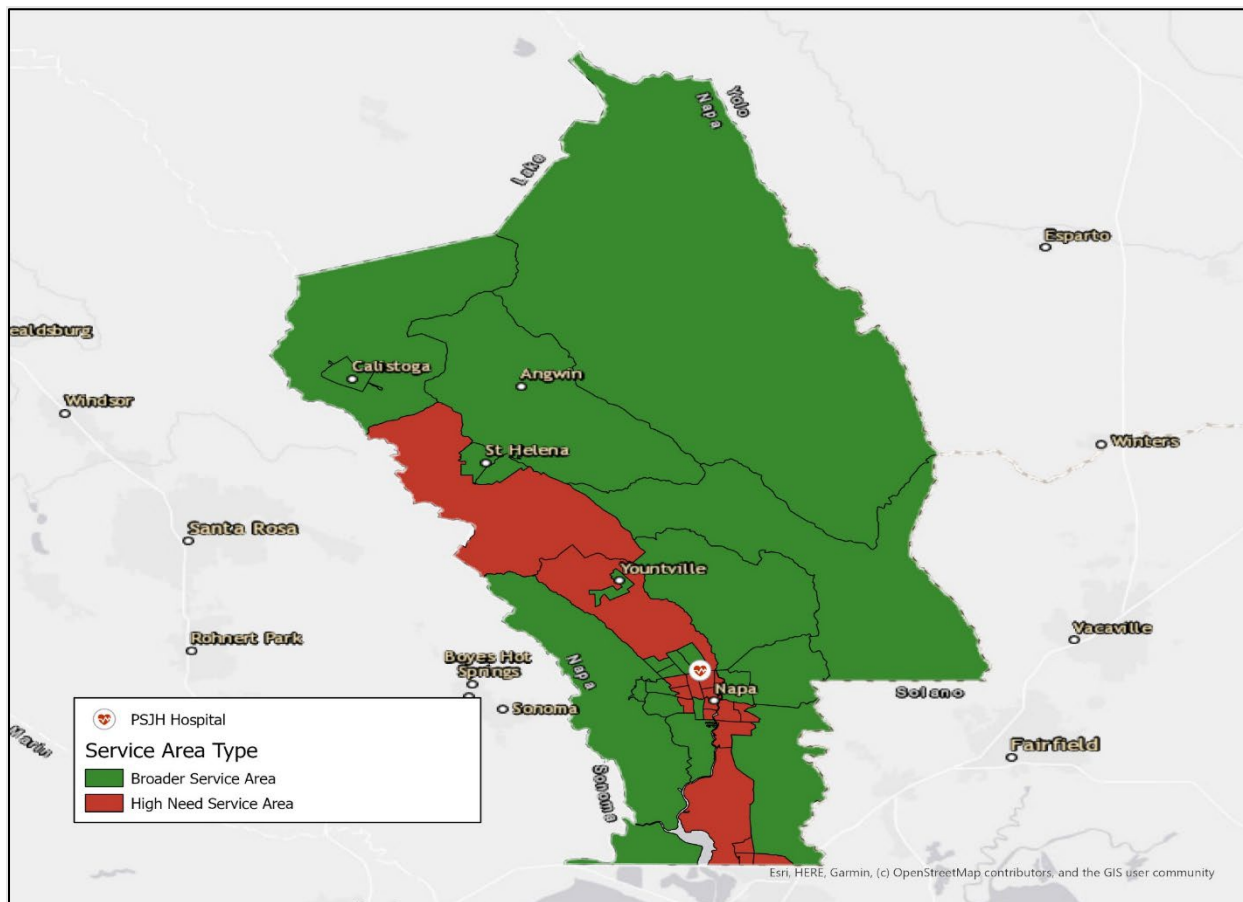 Yolo
Napa
Lake
Esparto
ealdsburg
Calistoga
Angwin
Windsor
Winters
St Helena
Santa Rosa
Yountville
Rohnert Park
Vacaville
Boyes Hot
Springs
Napa
Napa
Solano
Sonoma
Marin
Sonoma
Fairfield
PSJH Hospital
Service Area Type
Broader Service Area
High Need Service Area
Esri, HERE, Garmin, (c) OpenStreetMap contributors, and the GIS user community